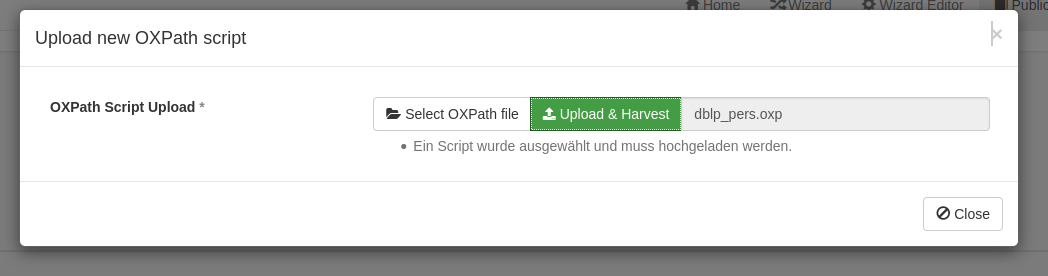 Home Wizard Wizard Editor Public
Upload new OXPath script
×
OXPath Script Upload *
Select OXPath file Upload & Harvest dblp_pers.oxp
• Ein Script wurde ausgewählt und muss hochgeladen werden.
Close